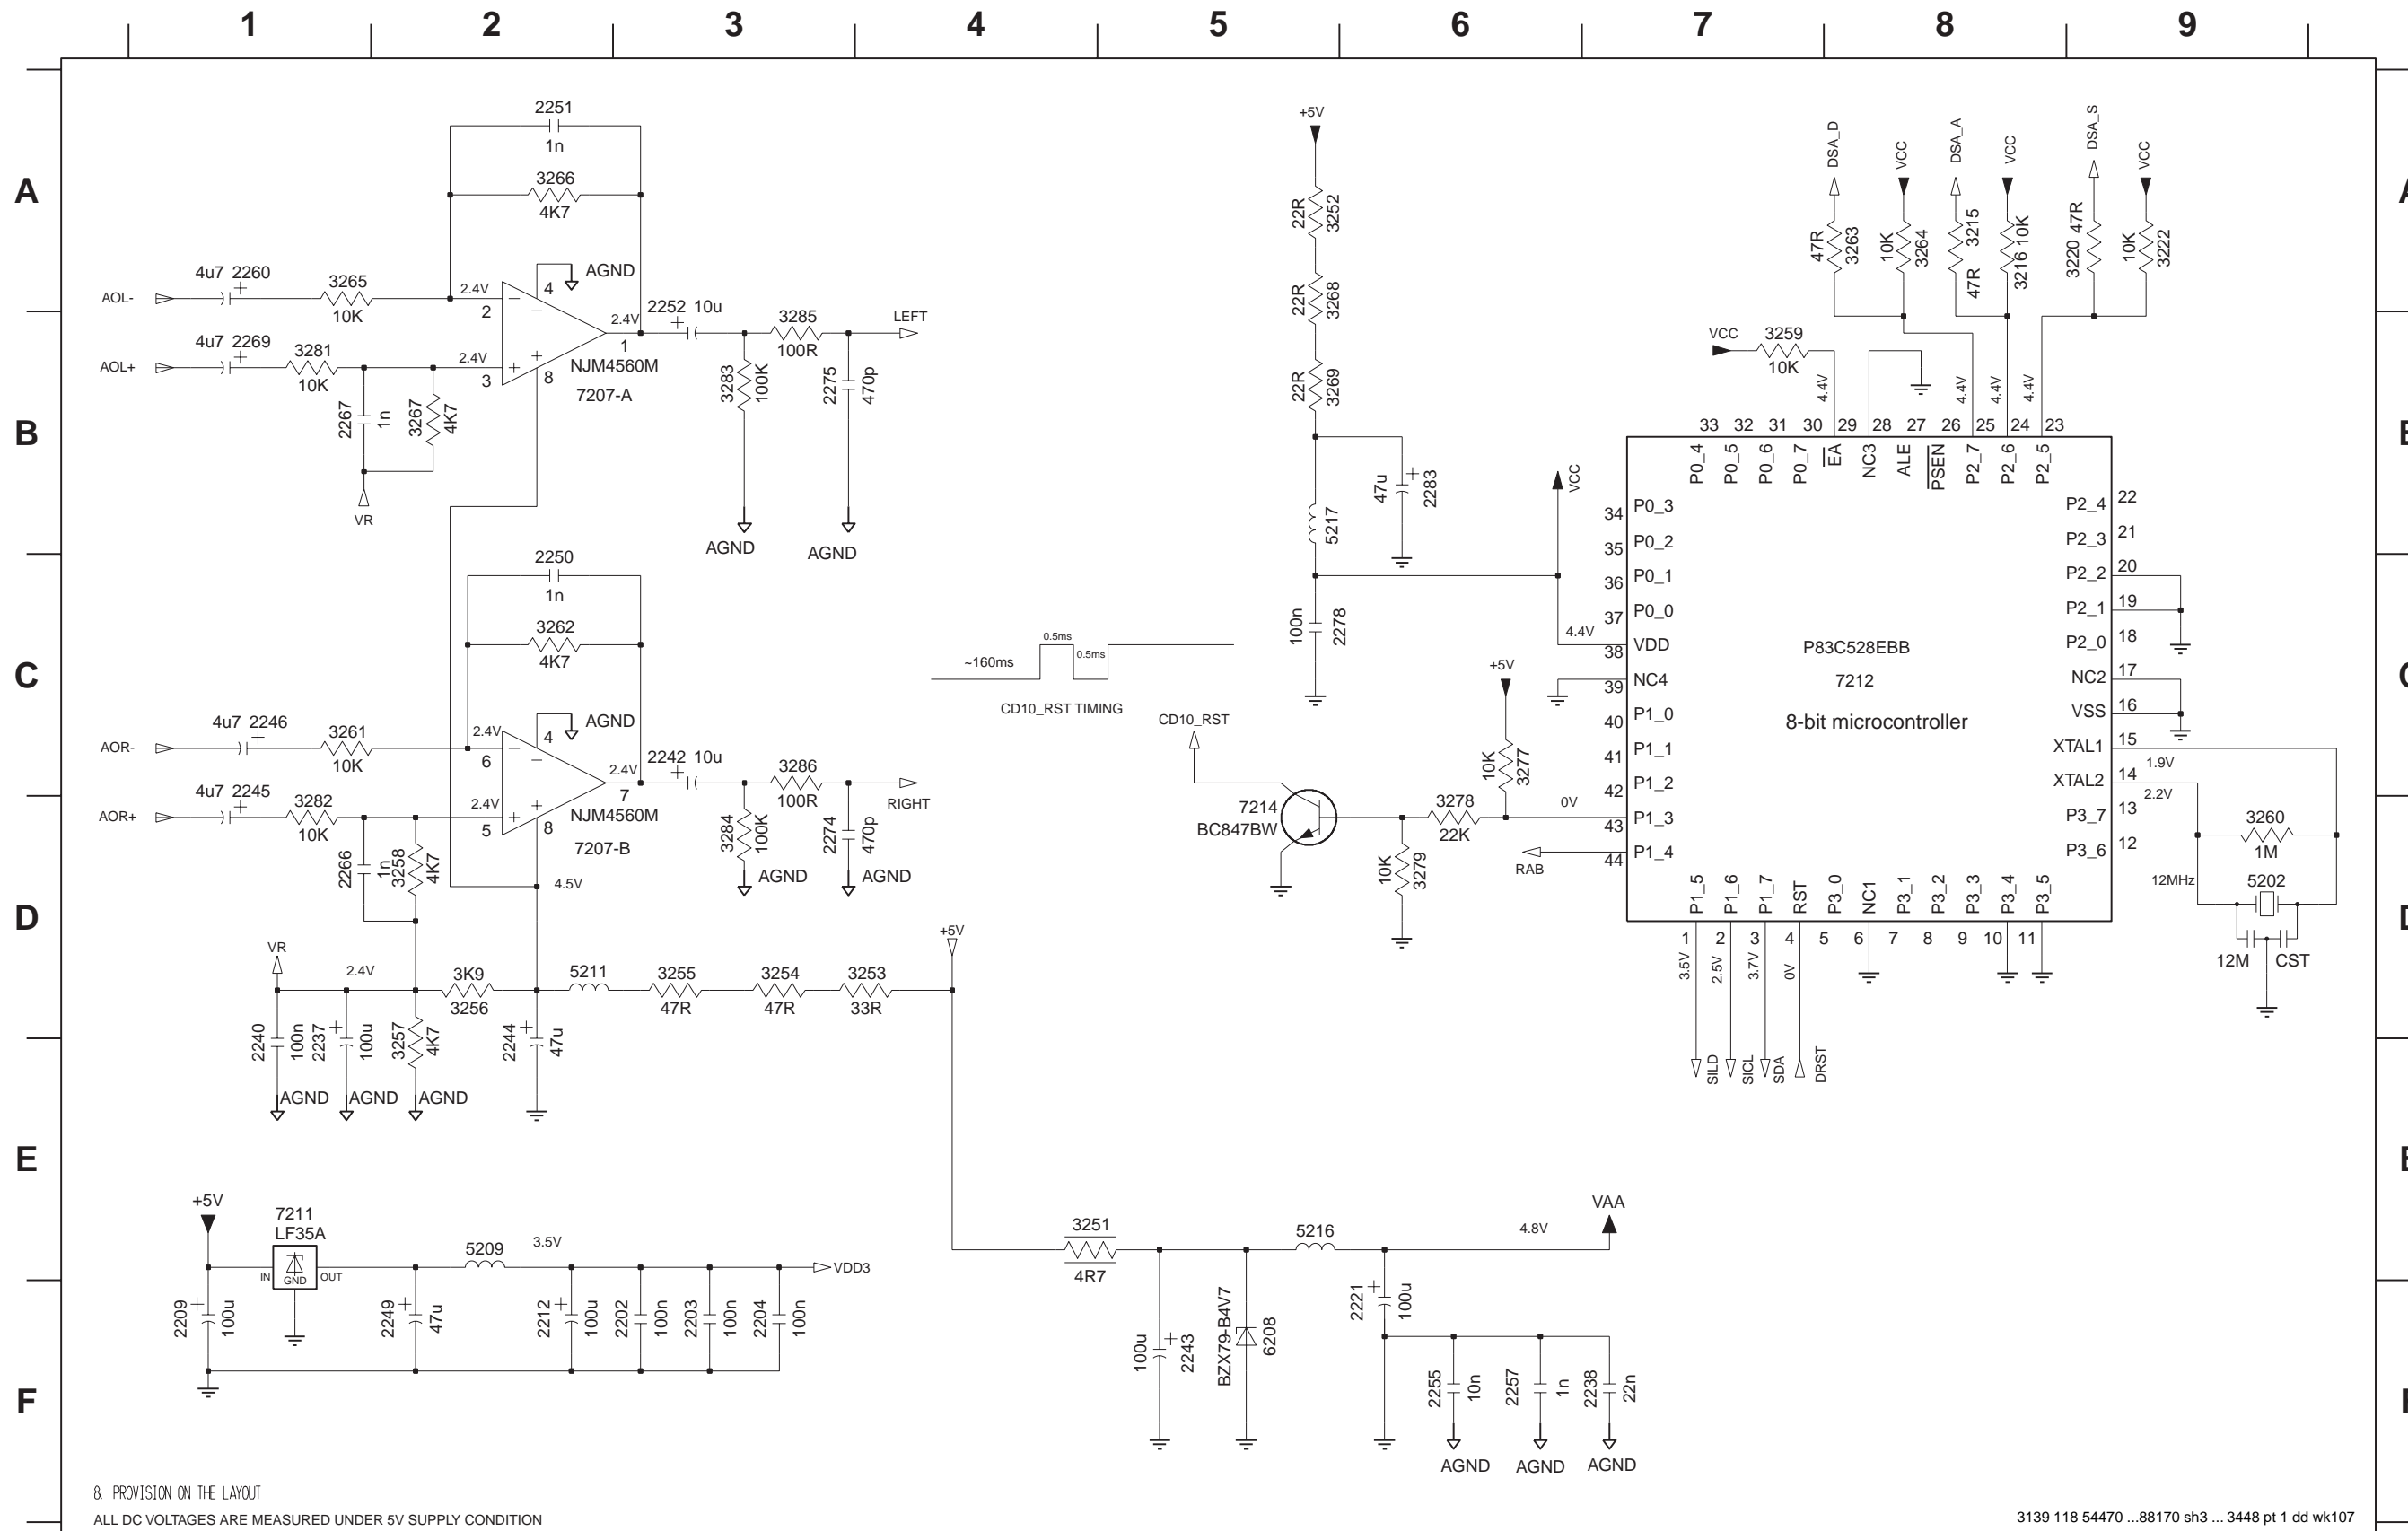 1 2 3 4 5 6 7 8 9
A
B
C
D
E
F
A
2251
1n
3266
4K7
4u7 2260
3265
10K
AOL-
2.4V
2
4
AGND
4u7 2269
3281
10K
AOL+
2.4V
3
8
2.4V
1
NJM4560M
7207-A
2252 10u
3285
100R
LEFT
2267
1n
3267
4K7
VR
3283
100K
2275
470p
AGND
AGND
2250
1n
3262
4K7
4u7 2246
3261
10K
AOR-
2.4V
6
4
AGND
4u7 2245
3282
10K
AOR+
2.4V
5
8
2.4V
7
NJM4560M
7207-B
2242 10u
3286
100R
RIGHT
2266
1n
3258
4K7
4.5V
3284
100K
AGND
2274
470p
AGND
~160ms
0.5ms
0.5ms
CD10_RST TIMING
VR
2.4V
3K9
3256
5211
3255
47R
3254
47R
3253
33R
+5V
2240
100n
2237
100u
3257
4K7
2244
47u
AGND
AGND
AGND
+5V
22R
3252
22R
3268
22R
3269
47u
2283
5217
VCC
100n
2278
4.4V
CD10_RST
+5V
10K
3277
7214
BC847BW
3278
22K
0V
10K
3279
RAB
DSA_D
VCC
DSA_A
VCC
DSA_S
VCC
47R
3263
10K
3264
3215
47R
3216 10K
3220 47R
10K
3222
VCC
3259
10K
4.4V
4.4V
4.4V
4.4V
33 32 31 30 29 28 27 26 25 24 23
P0_4
P0_5
P0_6
P0_7
EA
NC3
ALE
PSEN
P2_7
P2_6
P2_5
34 P0_3
35 P0_2
36 P0_1
37 P0_0
38 VDD
39 NC4
40 P1_0
41 P1_1
42 P1_2
43 P1_3
44 P1_4
P83C528EBB
7212
8-bit microcontroller
P2_4 22
P2_3 21
P2_2 20
P2_1 19
P2_0 18
NC2 17
VSS 16
XTAL1 15
1.9V
XTAL2 14
2.2V
P3_7 13
P3_6 12
P1_5
P1_6
P1_7
RST
P3_0
NC1
P3_1
P3_2
P3_3
P3_4
P3_5
1 2 3 4 5 6 7 8 9 10 11
3.5V
2.5V
3.7V
0V
SILD
SICL
SDA
DRST
3260
1M
12MHz
5202
12M CST
+5V
7211
LF35A
IN
GND
OUT
5209
3.5V
VDD3
2209
100u
2249
47u
2212
100u
2202
100n
2203
100n
2204
100n
3251
4R7
5216
4.8V
VAA
100u
2243
BZX79-B4V7
6208
2221
100u
2255
10n
2257
1n
2238
22n
AGND
AGND
AGND
& PROVISION ON THE LAYOUT
ALL DC VOLTAGES ARE MEASURED UNDER 5V SUPPLY CONDITION
3139 118 54470 ...88170 sh3 ... 3448 pt 1 dd wk107